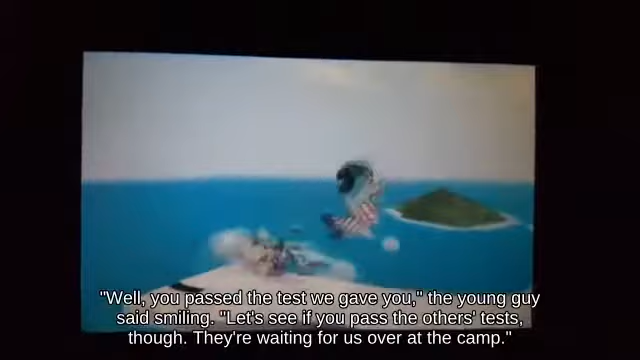 "Well, you passed the test we gave you," the young guy
said smiling. "Let's see if you pass the others' tests,
though. They're waiting for us over at the camp."